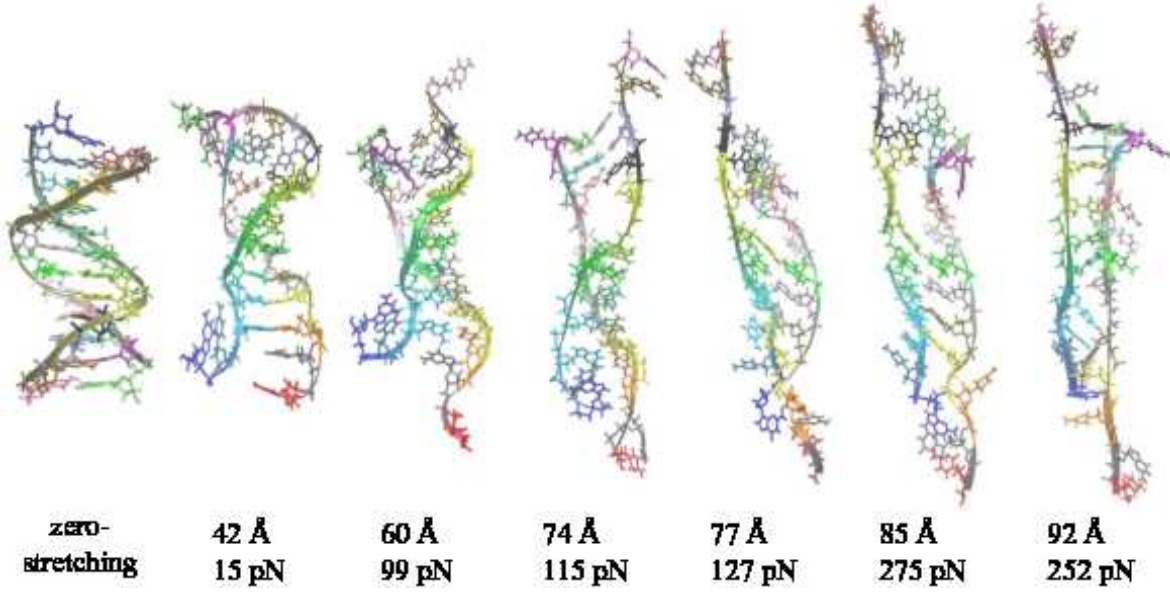 zero-
stretching
42 Å
15 pN
60 Å
99 pN
74 Å
115 pN
77 Å
127 pN
85 Å
275 pN
92 Å
252 pN